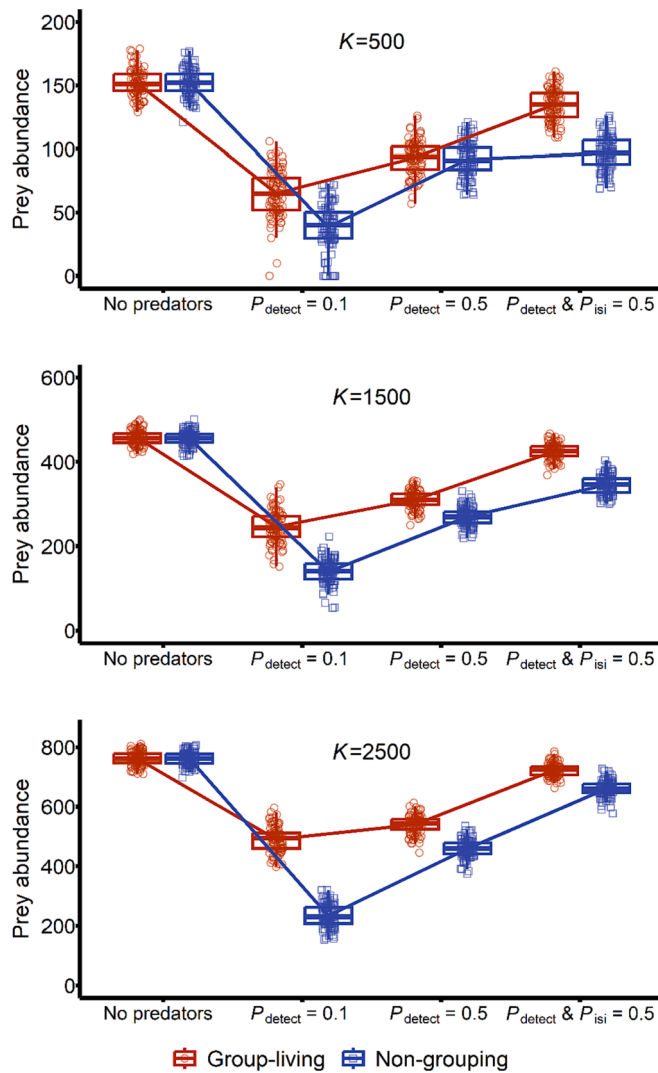 K=500
Prey abundance
200
150
100
50
0
No predators Pdetect = 0.1 Pdetect = 0.5 Pdetect & Pisi = 0.5
K=1500
Prey abundance
600
400
200
0
No predators Pdetect = 0.1 Pdetect = 0.5 Pdetect & Pisi = 0.5
K=2500
Prey abundance
800
600
400
200
0
No predators Pdetect = 0.1 Pdetect = 0.5 Pdetect & Pisi = 0.5
Group-living Non-grouping